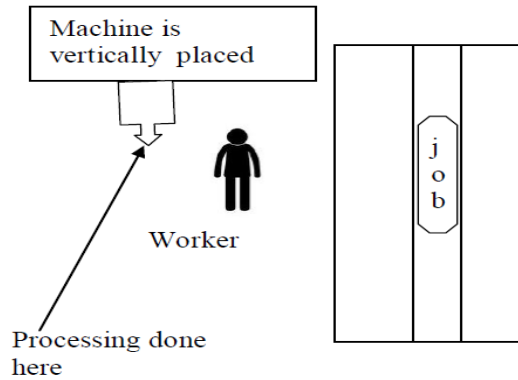 Machine is
vertically placed
j
o
b
Worker
Processing done
here